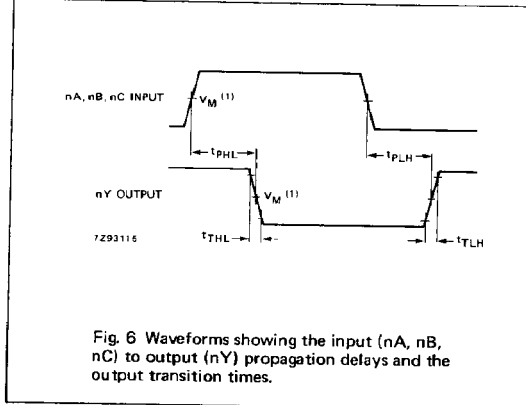 nA, nB, nC INPUT
VM (1)
tPHL
tPLH
nY OUTPUT
VM (1)
7Z93116
tTHL
tTLH
Fig. 6 Waveforms showing the input (nA, nB,
nC) to output (nY) propagation delays and the
output transition times.